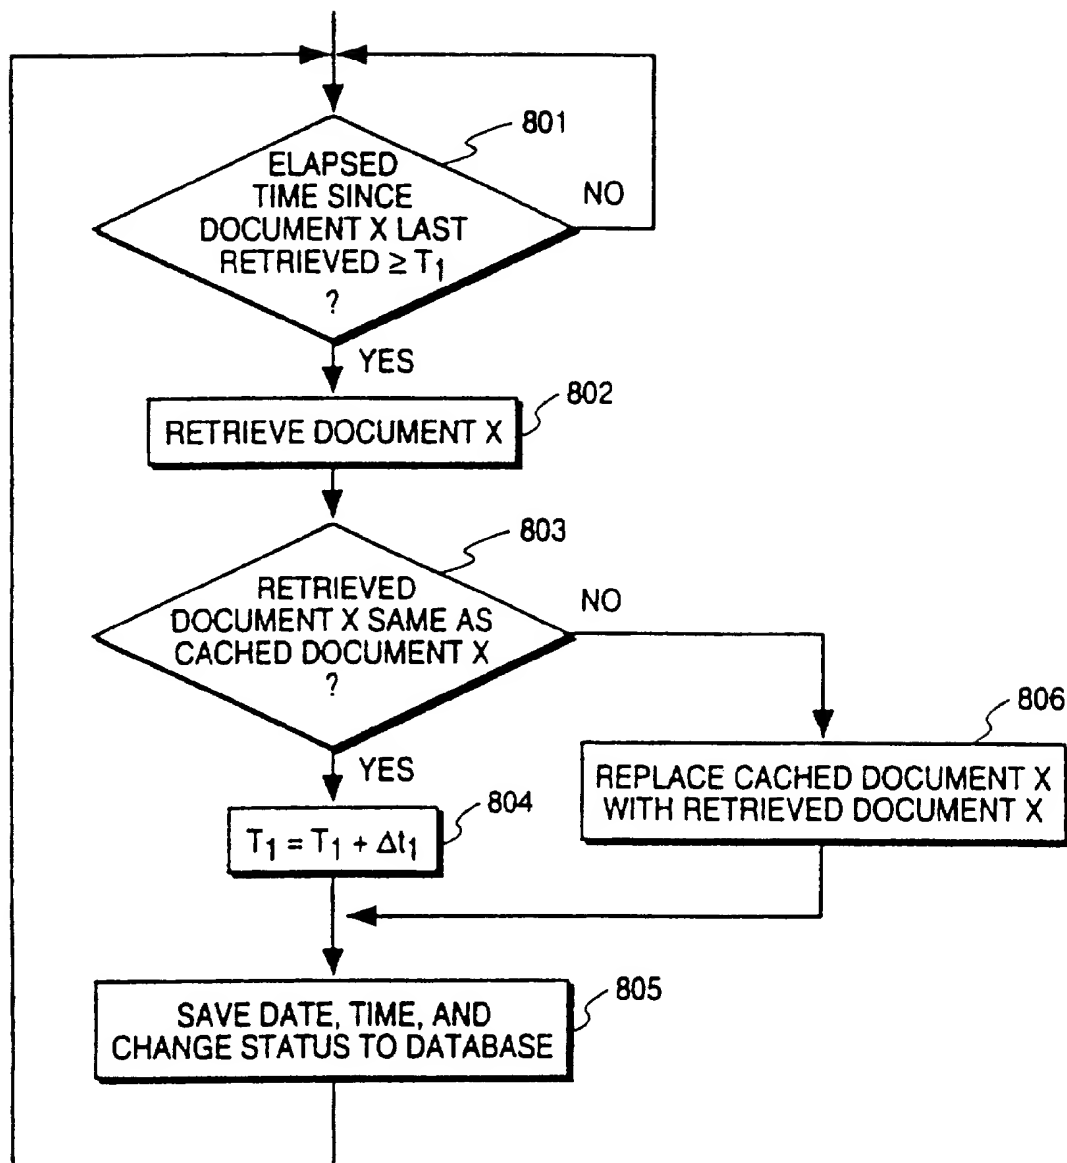 801
ELAPSED
TIME SINCE
DOCUMENT X LAST
RETRIEVED ≥ T1
?
NO
YES
802
RETRIEVE DOCUMENT X
803
RETRIEVED
DOCUMENT X SAME AS
CACHED DOCUMENT X
?
NO
YES
806
REPLACE CACHED DOCUMENT X
WITH RETRIEVED DOCUMENT X
804
T1 = T1 + Δt1
805
SAVE DATE, TIME, AND
CHANGE STATUS TO DATABASE